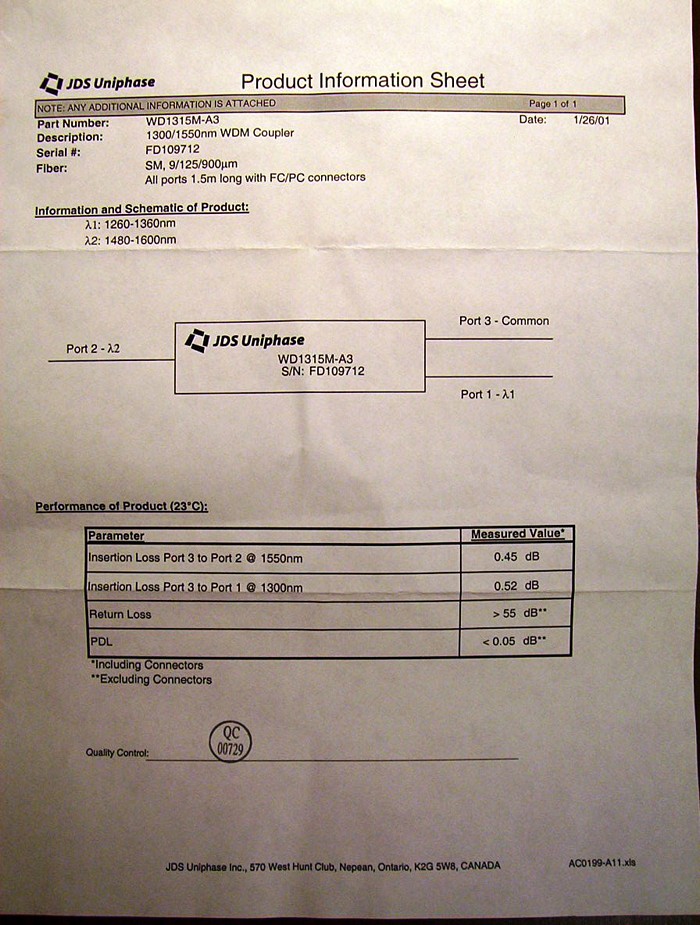 JDS Uniphase Product Information Sheet
NOTE: ANY ADDITIONAL INFORMATION IS ATTACHED Page 1 of 1
Part Number: WD1315M-A3 Date: 1/26/01
Description: 1300/1550nm WDM Coupler
Serial #: FD109712
Fiber: SM, 9/125/900µm
All ports 1.5m long with FC/PC connectors
Information and Schematic of Product:
λ1: 1260-1360nm
λ2: 1480-1600nm
Port 3 - Common
JDS Uniphase
Port 2 - λ2
WD1315M-A3
S/N: FD109712
Port 1 - λ1
Performance of Product (23°C):
Parameter Measured Value*
Insertion Loss Port 3 to Port 2 @ 1550nm 0.45 dB
Insertion Loss Port 3 to Port 1 @ 1300nm 0.52 dB
Return Loss > 55 dB**
PDL < 0.05 dB**
*Including Connectors
**Excluding Connectors
QC
00729
Quality Control:
JDS Uniphase Inc., 570 West Hunt Club, Nepean, Ontario, K2G 5W8, CANADA AC0199-A11.xls